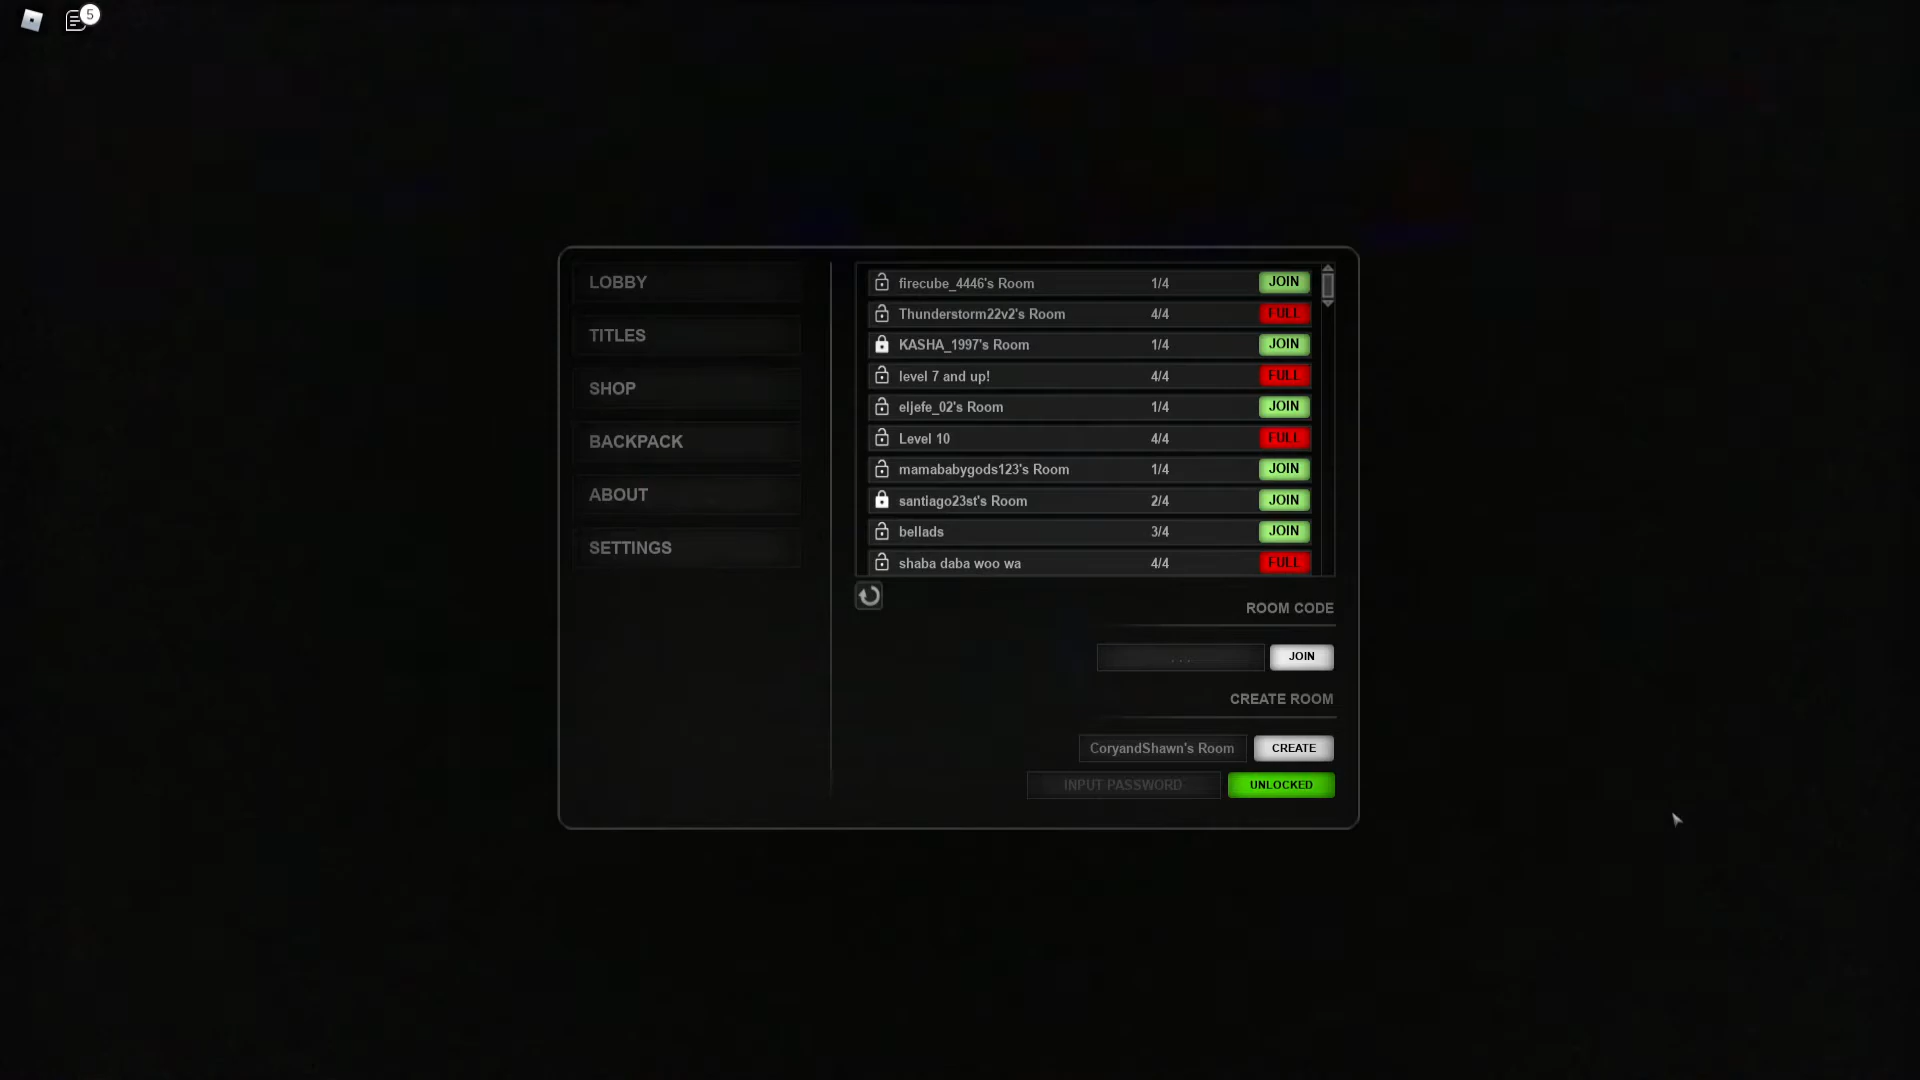 5
LOBBY
TITLES
SHOP
BACKPACK
ABOUT
SETTINGS
firecube_4446's Room 1/4 JOIN
Thunderstorm22v2's Room 4/4 FULL
KASHA_1997's Room 1/4 JOIN
level 7 and up! 4/4 FULL
eljefe_02's Room 1/4 JOIN
Level 10 4/4 FULL
mamababygods123's Room 1/4 JOIN
santiago23st's Room 2/4 JOIN
bellads 3/4 JOIN
shaba daba woo wa 4/4 FULL
ROOM CODE
... JOIN
CREATE ROOM
CoryandShawn's Room CREATE
INPUT PASSWORD UNLOCKED